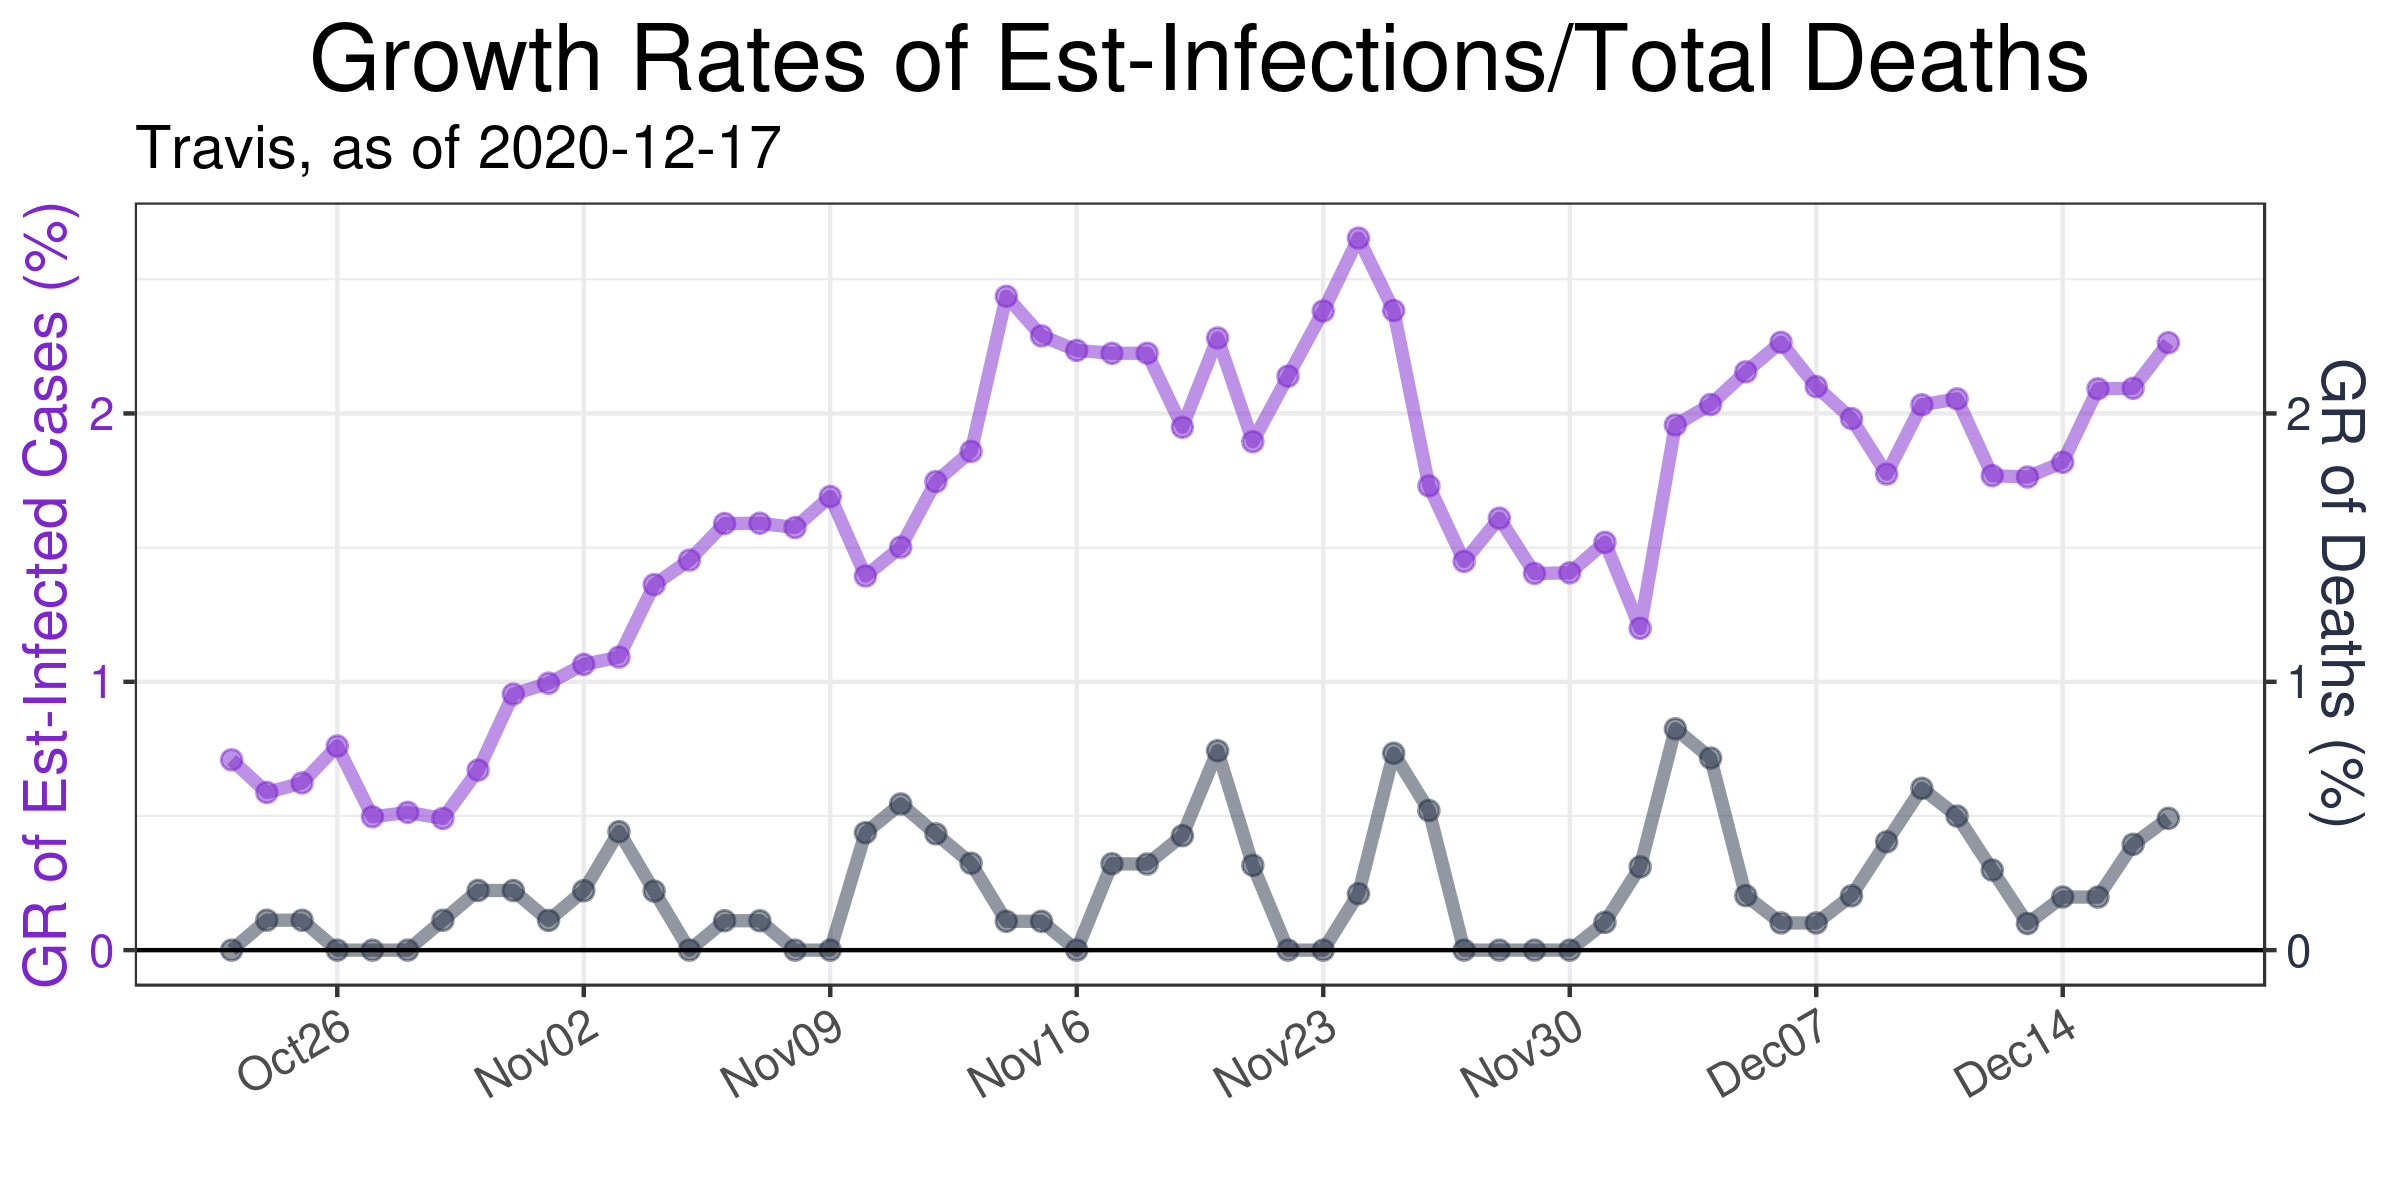 Growth Rates of Est-Infections/Total Deaths
Travis, as of 2020-12-17
GR of Est-Infected Cases (%)
2
1
0
2
1
0
GR of Deaths (%)
Oct26 Nov02 Nov09 Nov16 Nov23 Nov30 Dec07 Dec14